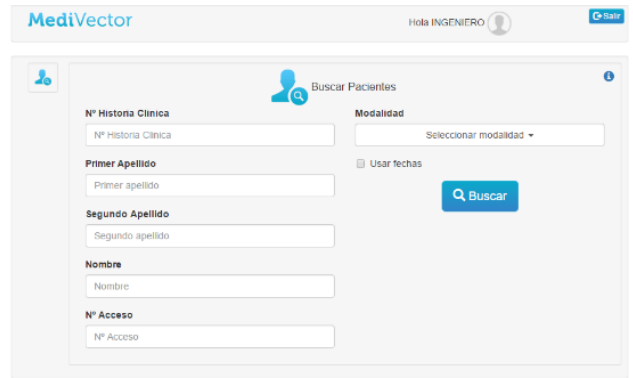 MediVector
Hola INGENIERO
Salir
Buscar Pacientes
Nº Historia Clinica
Nº Historia Clinica
Primer Apellido
Primer apellido
Segundo Apellido
Segundo apellido
Nombre
Nombre
Nº Acceso
Nº Acceso
Modalidad
Seleccionar modalidad
Usar fechas
Buscar